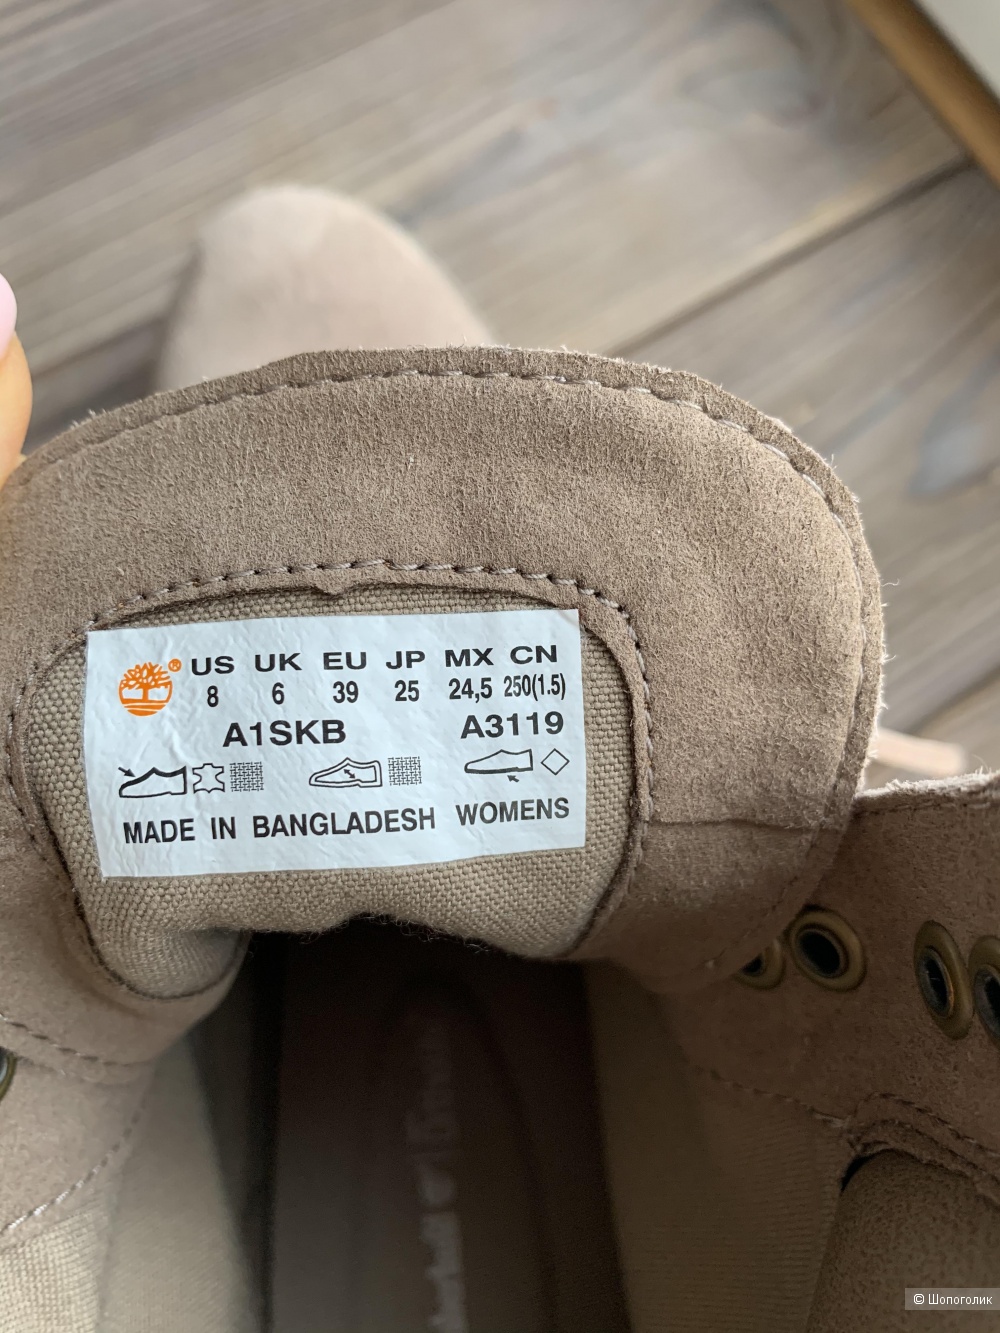 ® US UK EU JP MX CN
8 6 39 25 24,5 250(1.5)
A1SKB A3119
MADE IN BANGLADESH WOMENS
© Шопоголик